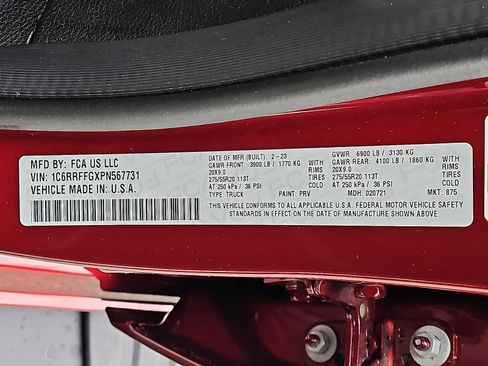 MFD BY: FCA US LLC
VIN: 1C6RRFFGXPN567731
VEHICLE MADE IN U.S.A.
DATE OF MFR (BUILT): 2-23 GVWR: 6900 LB / 3130 KG
GAWR FRONT: 3900 LB / 1770 KG WITH GAWR REAR: 4100 LB / 1860 KG WITH
20X9.0 RIMS 20X9.0 RIMS
275/55R20 113T TIRES 275/55R20 113T TIRES
AT 250 kPa / 36 PSI AT 250 kPa / 36 PSI
TYPE: TRUCK PAINT: PRV MDH: 020721 MKT: 875
THIS VEHICLE CONFORMS TO ALL APPLICABLE U.S.A. FEDERAL MOTOR VEHICLE SAFETY
STANDARDS IN EFFECT ON THE DATE OF MANUFACTURE SHOWN ABOVE.